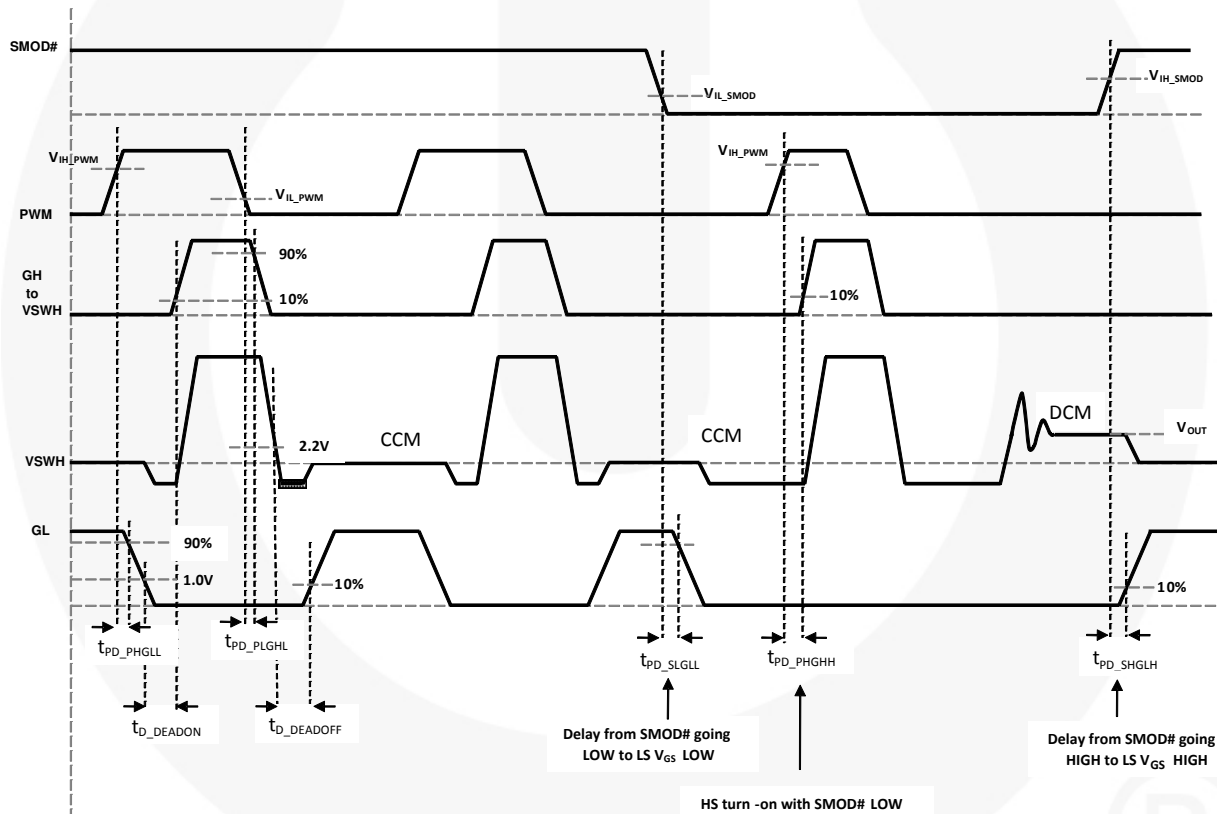 SMOD#
VIH_SMOD
VIL_SMOD
VIH_PWM
VIH_PWM
VIL_PWM
PWM
90%
GH
to
VSWH
10%
10%
DCM
CCM
CCM
2.2V
VOUT
VSWH
GL
90%
1.0V
10%
10%
tPD_PHGLL
tPD_PLGHL
tPD_SLGLL
tPD_PHGHH
tPD_SHGLH
tD_DEADON
tD_DEADOFF
Delay from SMOD# going
LOW to LS VGS LOW
Delay from SMOD# going
HIGH to LS VGS HIGH
HS turn -on with SMOD# LOW